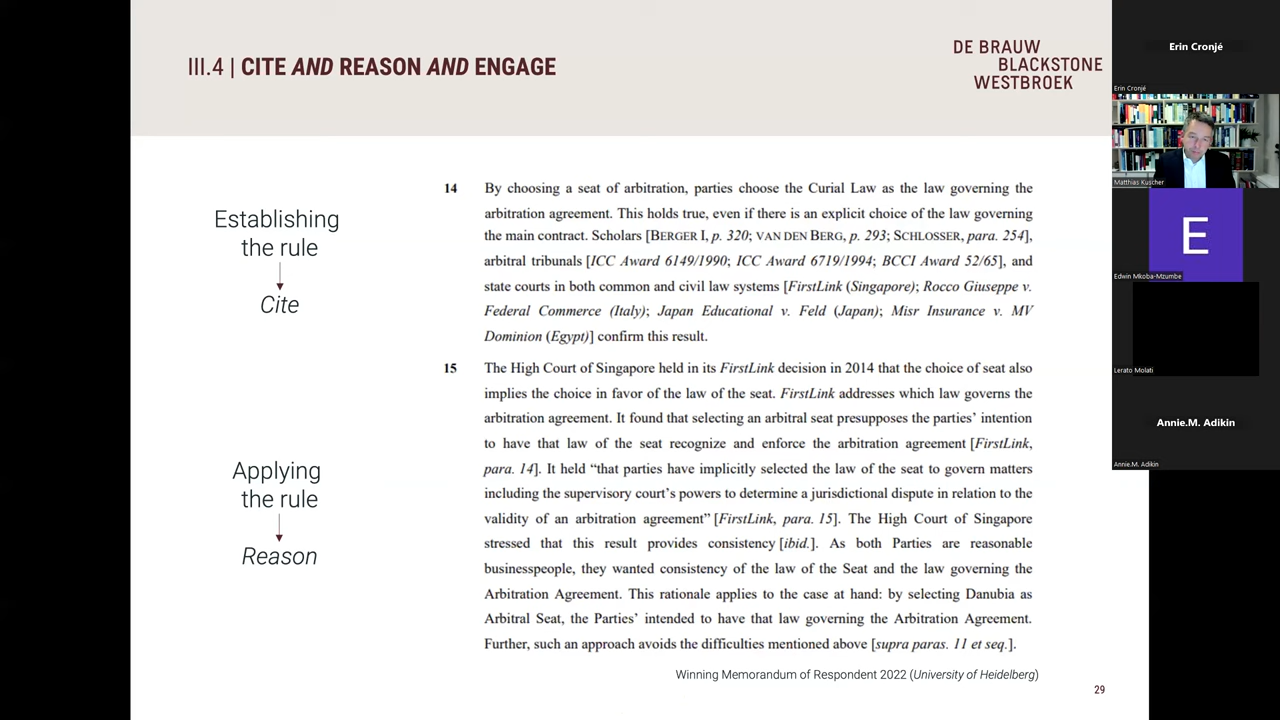 III.4 | CITE AND REASON AND ENGAGE
DE BRAUW
BLACKSTONE
WESTBROEK
Establishing
the rule
Cite
Applying
the rule
Reason
14 By choosing a seat of arbitration, parties choose the Curial Law as the law governing the
arbitration agreement. This holds true, even if there is an explicit choice of the law governing
the main contract. Scholars [BERGER I, p. 320; VAN DEN BERG, p. 293; SCHLOSSER, para. 254],
arbitral tribunals [ICC Award 6149/1990; ICC Award 6719/1994; BCCI Award 52/65], and
state courts in both common and civil law systems [FirstLink (Singapore); Rocco Giuseppe v.
Federal Commerce (Italy); Japan Educational v. Feld (Japan); Misr Insurance v. MV
Dominion (Egypt)] confirm this result.
15 The High Court of Singapore held in its FirstLink decision in 2014 that the choice of seat also
implies the choice in favor of the law of the seat. FirstLink addresses which law governs the
arbitration agreement. It found that selecting an arbitral seat presupposes the parties' intention
to have that law of the seat recognize and enforce the arbitration agreement [FirstLink,
para. 14]. It held “that parties have implicitly selected the law of the seat to govern matters
including the supervisory court's powers to determine a jurisdictional dispute in relation to the
validity of an arbitration agreement” [FirstLink, para. 15]. The High Court of Singapore
stressed that this result provides consistency [ibid.]. As both Parties are reasonable
businesspeople, they wanted consistency of the law of the Seat and the law governing the
Arbitration Agreement. This rationale applies to the case at hand: by selecting Danubia as
Arbitral Seat, the Parties' intended to have that law governing the Arbitration Agreement.
Further, such an approach avoids the difficulties mentioned above [supra paras. 11 et seq.].
Winning Memorandum of Respondent 2022 (University of Heidelberg)
29
Erin Cronjé
Erin Cronjé
Matthias Kuscher
E
Edwin Mkoba-Mzumbe
Lerato Molati
Annie.M. Adikin
Annie.M. Adikin